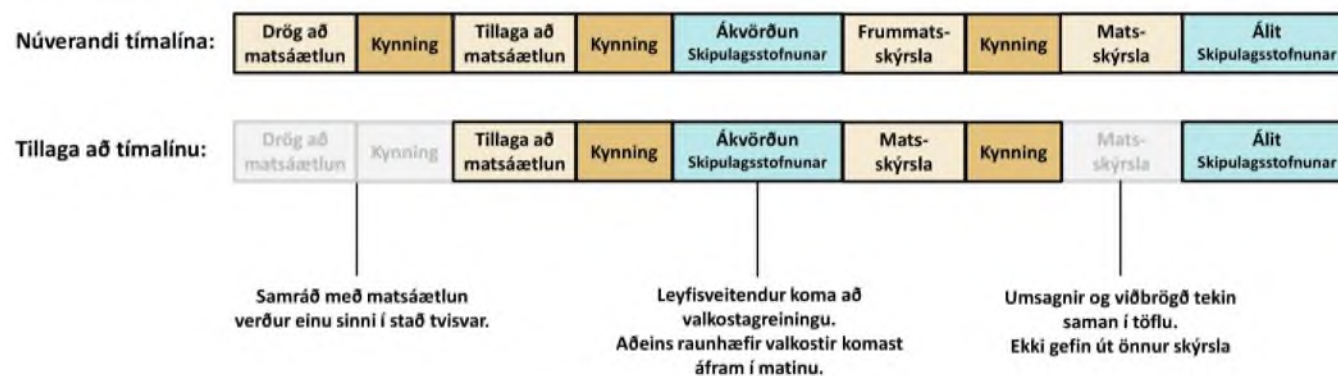 Núverandi tímalína:
Drög að
matsáætlun
Kynning
Tillaga að
matsáætlun
Kynning
Ákvörðun
Skipulagsstofnunar
Frummats-
skýrsla
Kynning
Mats-
skýrsla
Álit
Skipulagsstofnunar
Tillaga að tímalínu:
Drög að
matsáætlun
Kynning
Tillaga að
matsáætlun
Kynning
Ákvörðun
Skipulagsstofnunar
Mats-
skýrsla
Kynning
Mats-
skýrsla
Álit
Skipulagsstofnunar
Samráð með matsáætlun
verður einu sinni í stað tvisvar.
Leyfisveitendur koma að
valkostagreiningu.
Aðeins raunhæfir valkostir komast
áfram í matinu.
Umsagnir og viðbrögð tekin
saman í töflu.
Ekki gefin út önnur skýrsla